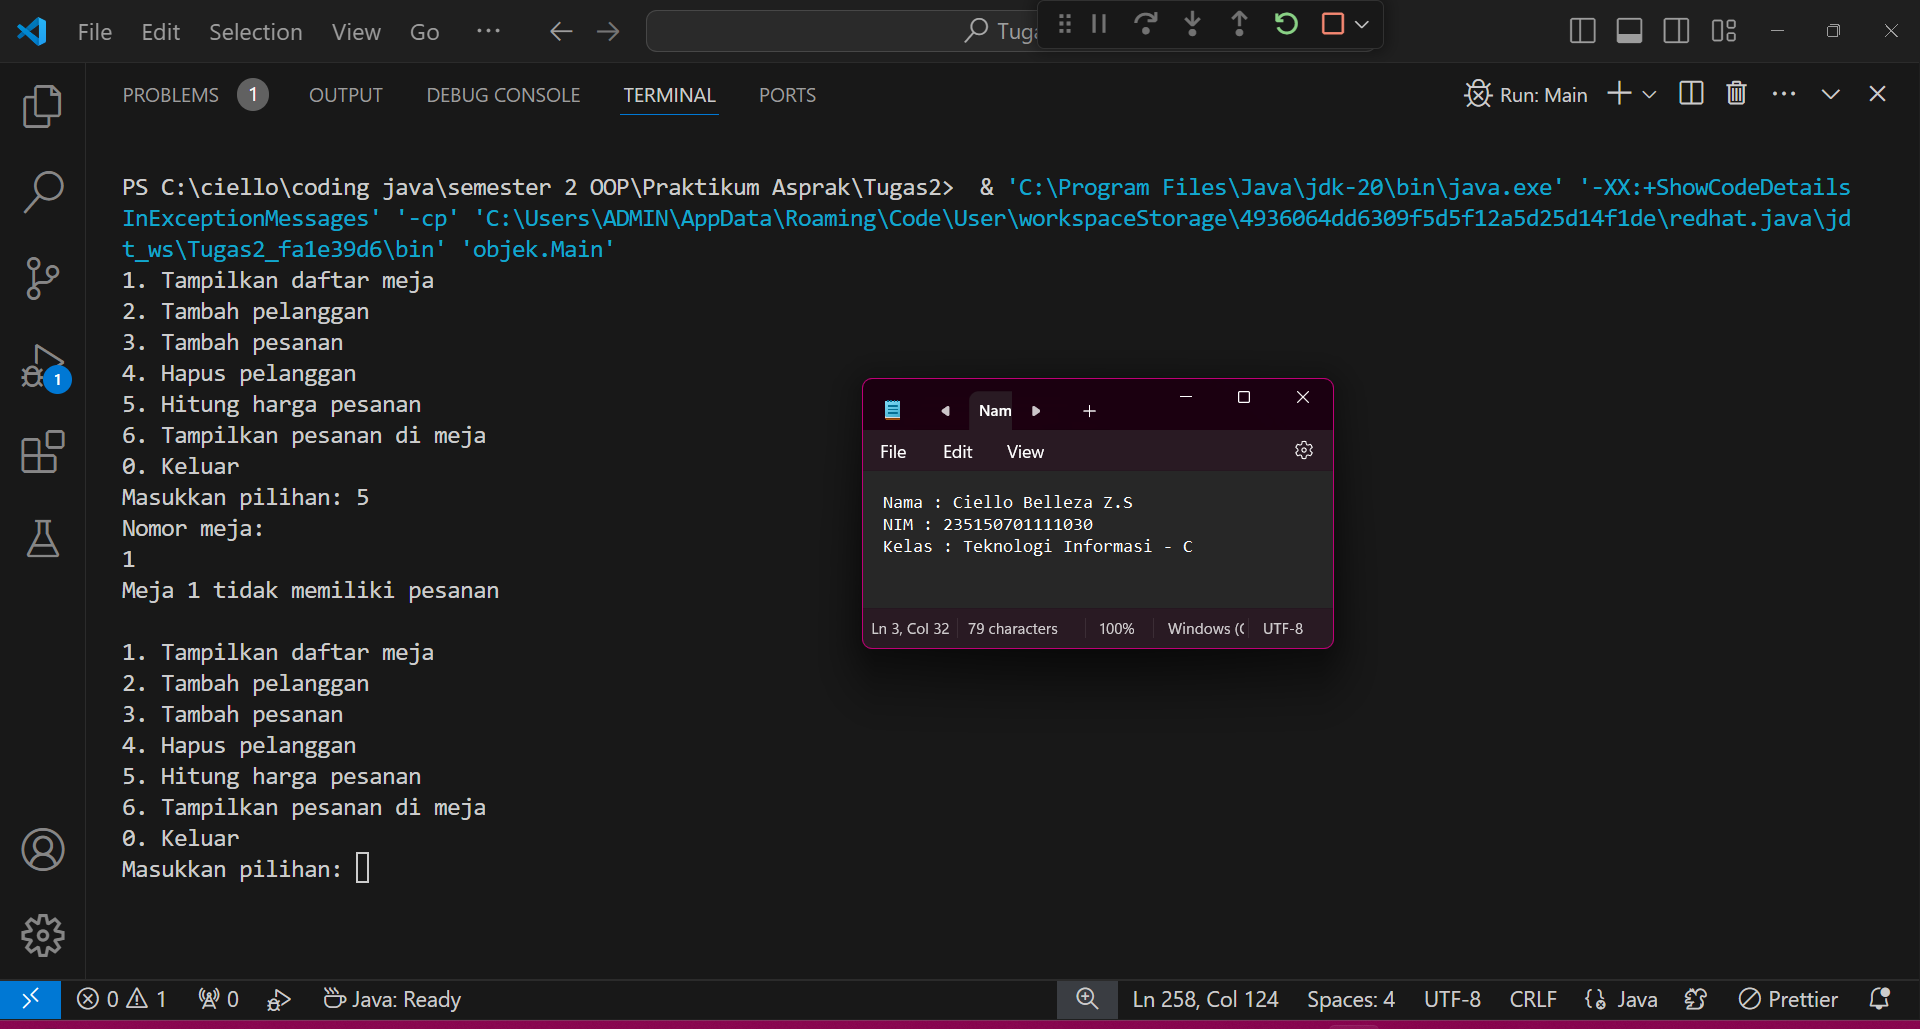 File Edit Selection View Go ···
Tuga
PROBLEMS 1 OUTPUT DEBUG CONSOLE TERMINAL PORTS
Run: Main
PS C:\ciello\coding java\semester 2 OOP\Praktikum Asprak\Tugas2>  & 'C:\Program Files\Java\jdk-20\bin\java.exe' '-XX:+ShowCodeDetails
InExceptionMessages' '-cp' 'C:\Users\ADMIN\AppData\Roaming\Code\User\workspaceStorage\4936064dd6309f5d5f12a5d25d14f1de\redhat.java\jd
t_ws\Tugas2_fa1e39d6\bin' 'objek.Main'
1. Tampilkan daftar meja
2. Tambah pelanggan
3. Tambah pesanan
4. Hapus pelanggan
5. Hitung harga pesanan
6. Tampilkan pesanan di meja
0. Keluar
Masukkan pilihan: 5
Nomor meja:
1
Meja 1 tidak memiliki pesanan
1. Tampilkan daftar meja
2. Tambah pelanggan
3. Tambah pesanan
4. Hapus pelanggan
5. Hitung harga pesanan
6. Tampilkan pesanan di meja
0. Keluar
Masukkan pilihan:
1
Nam
File Edit View
Nama : Ciello Belleza Z.S
NIM : 235150701111030
Kelas : Teknologi Informasi - C
Ln 3, Col 32 79 characters 100% Windows (C UTF-8
0 1 0 Java: Ready Ln 258, Col 124 Spaces: 4 UTF-8 CRLF Java Prettier